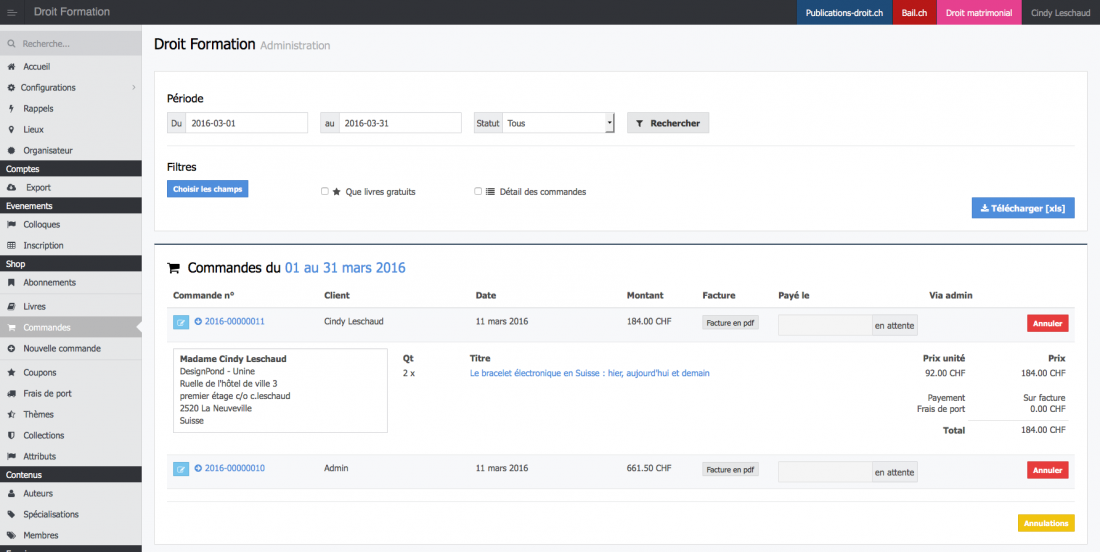 Droit Formation
Publications-droit.ch
Bail.ch
Droit matrimonial
Cindy Leschaud
Recherche...
Accueil
Configurations
Rappels
Lieux
Organisateur
Comptes
Export
Evenements
Colloques
Inscription
Shop
Abonnements
Livres
Commandes
Nouvelle commande
Coupons
Frais de port
Thèmes
Collections
Attributs
Contenus
Auteurs
Spécialisations
Membres
Droit Formation Administration
Période
Du 2016-03-01 au 2016-03-31 Statut Tous Rechercher
Filtres
Choisir les champs Que livres gratuits Détail des commandes
Télécharger [xls]
Commandes du 01 au 31 mars 2016
Commande n° Client Date Montant Facture Payé le Via admin
2016-00000011 Cindy Leschaud 11 mars 2016 184.00 CHF Facture en pdf en attente Annuler
Madame Cindy Leschaud
DesignPond - Unine
Ruelle de l'hôtel de ville 3
premier étage c/o c.leschaud
2520 La Neuveville
Suisse
Qt Titre Prix unité Prix
2 x Le bracelet électronique en Suisse : hier, aujourd'hui et demain 92.00 CHF 184.00 CHF
Payement Sur facture
Frais de port 0.00 CHF
Total 184.00 CHF
2016-00000010 Admin 11 mars 2016 661.50 CHF Facture en pdf en attente Annuler
Annulations